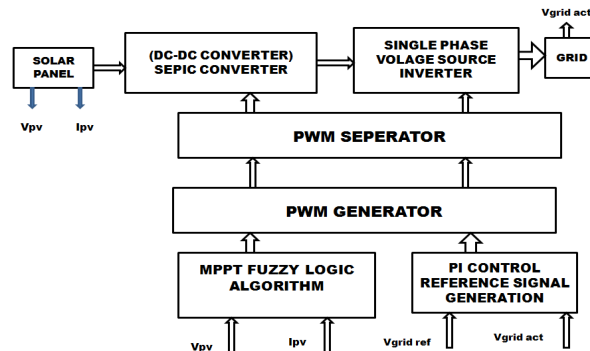 Vgrid act
SOLAR
PANEL
(DC-DC CONVERTER)
SEPIC CONVERTER
SINGLE PHASE
VOLAGE SOURCE
INVERTER
GRID
Vpv
Ipv
PWM SEPERATOR
PWM GENERATOR
MPPT FUZZY LOGIC
ALGORITHM
PI CONTROL
REFERENCE SIGNAL
GENERATION
Vpv
Ipv
Vgrid ref
Vgrid act